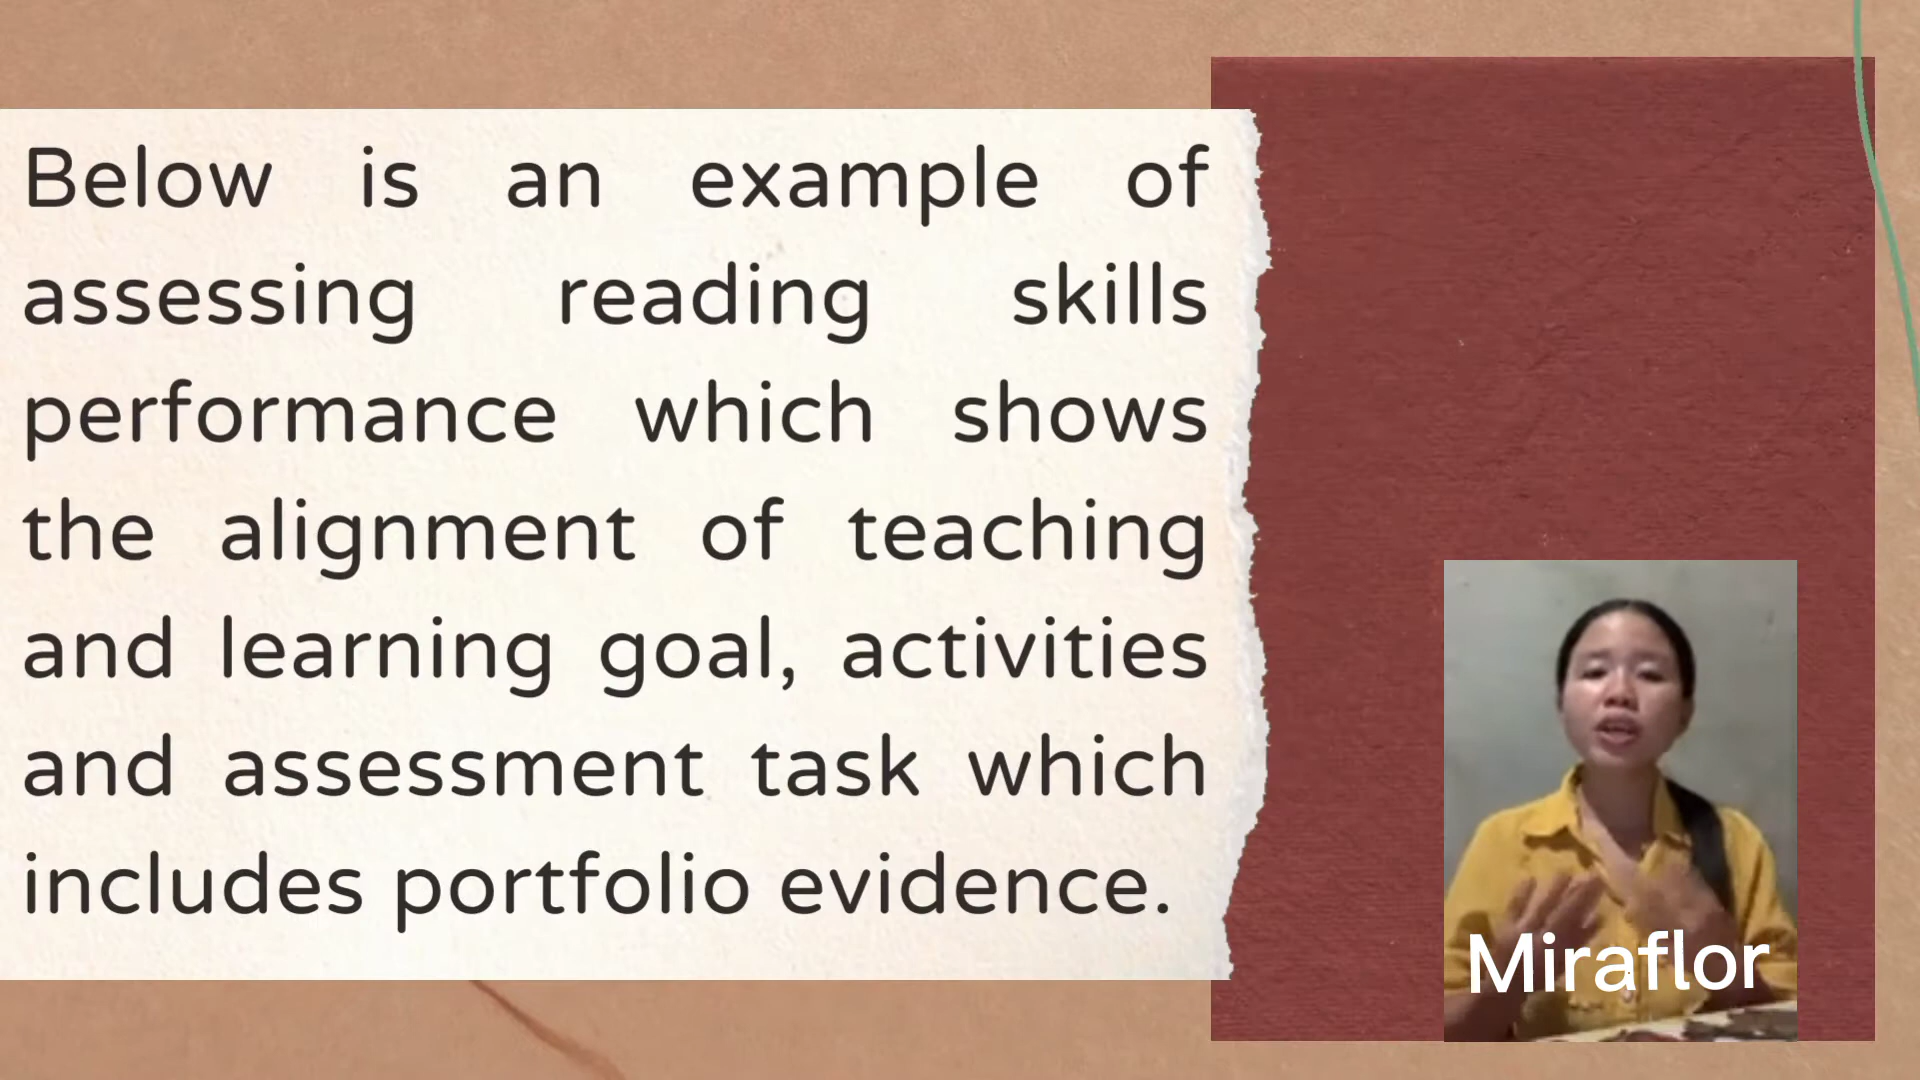 Below is an example of
assessing reading skills
performance which shows
the alignment of teaching
and learning goal, activities
and assessment task which
includes portfolio evidence.
Miraflor